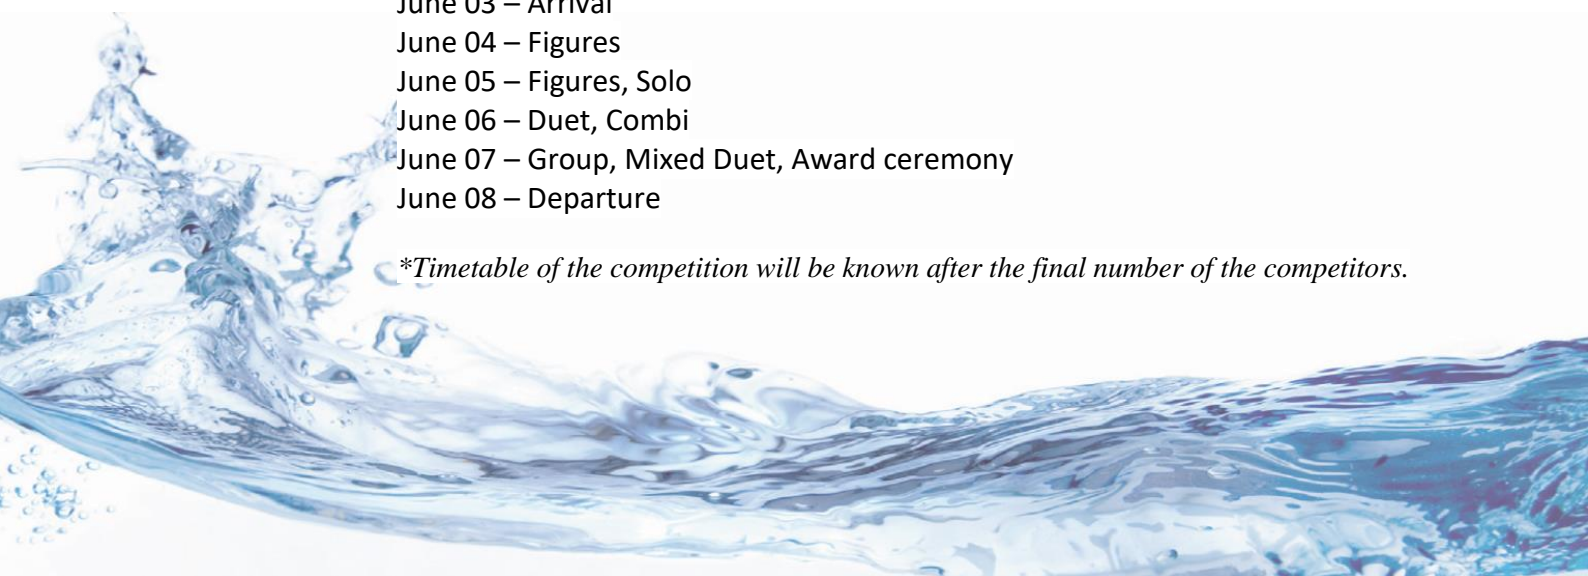 June 03 – Arrival
June 04 – Figures
June 05 – Figures, Solo
June 06 – Duet, Combi
June 07 – Group, Mixed Duet, Award ceremony
June 08 – Departure
*Timetable of the competition will be known after the final number of the competitors.